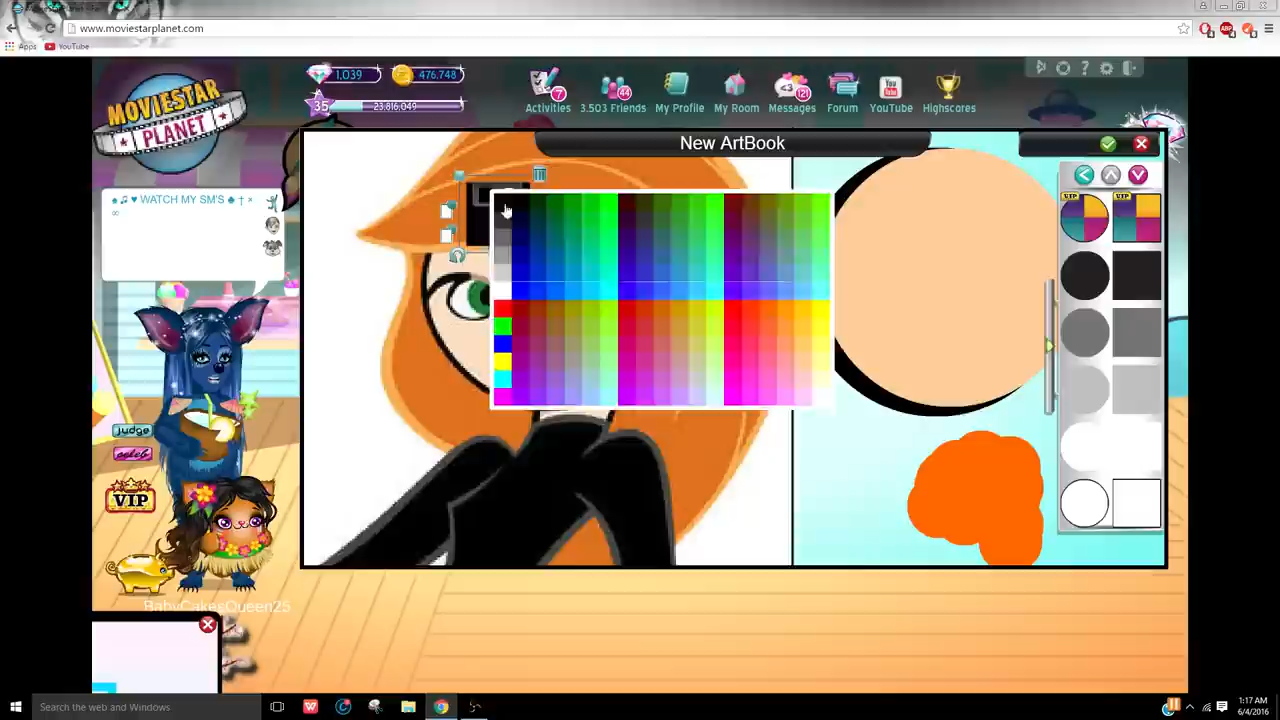 www.moviestarplanet.com
Apps YouTube
MOVIESTAR PLANET
1,039 476,748
35 23,816,049
7 44 121
Activities 3.503 Friends My Profile My Room Messages Forum YouTube Highscores
New ArtBook
♠ ♫ ♥ WATCH MY SM'S ♣ † × ∞
VIP VIP
judge
celeb
VIP
BabyCakesQueen25
Search the web and Windows
1:17 AM
6/4/2016